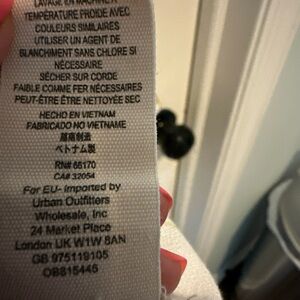 LAVAGE EN MACHINE À
TEMPÉRATURE FROIDE AVEC
COULEURS SIMILAIRES
UTILISER UN AGENT DE
BLANCHIMENT SANS CHLORE SI
NÉCESSAIRE
SÉCHER SUR CORDE
FAIBLE COMME FER NÉCESSAIRES
PEUT-ÊTRE ÊTRE NETTOYÉE SEC
HECHO EN VIETNAM
FABRICADO NO VIETNAME
越南制造
ベトナム製
RN# 66170
CA# 32054
For EU- Imported by
Urban Outfitters
Wholesale, Inc
24 Market Place
London UK W1W 8AN
GB 975119105
OB815445